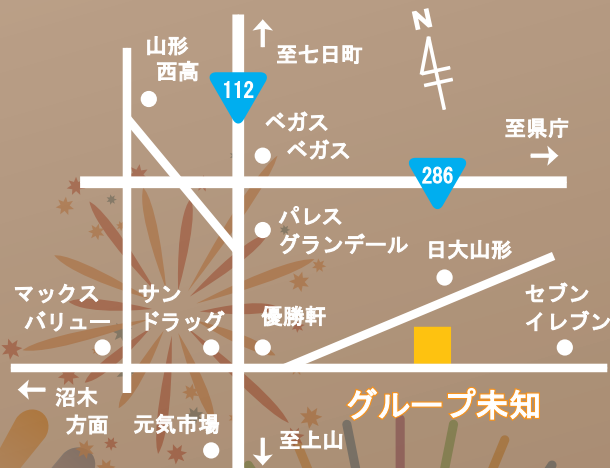 N
山形
西高
至七日町
112
ベガス
ベガス
至県庁
286
パレス
グランデール
日大山形
マックス
バリュー
サン
ドラッグ
優勝軒
セブン
イレブン
沼木
方面
元気市場
至上山
グループ未知